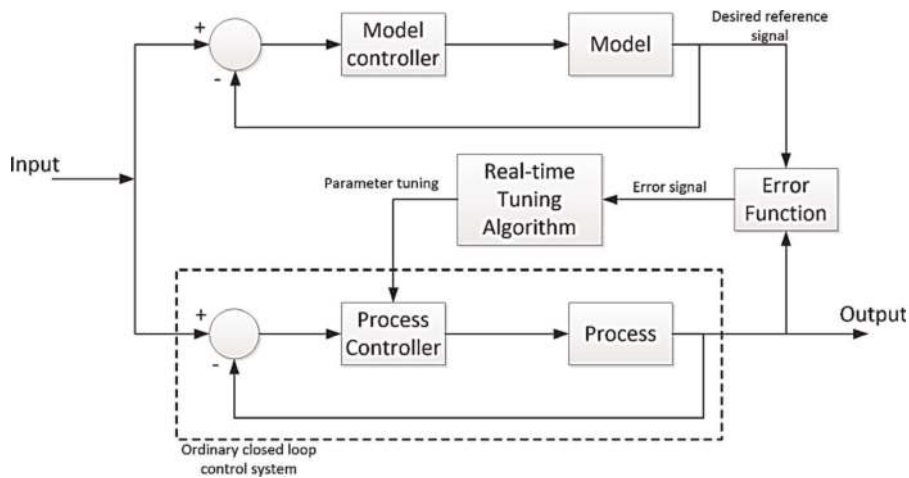 Desired reference
signal
+
Model
controller
Model
-
Input
Parameter tuning
Real-time
Tuning
Algorithm
Error signal
Error
Function
+
Process
Controller
Process
Output
-
Ordinary closed loop
control system